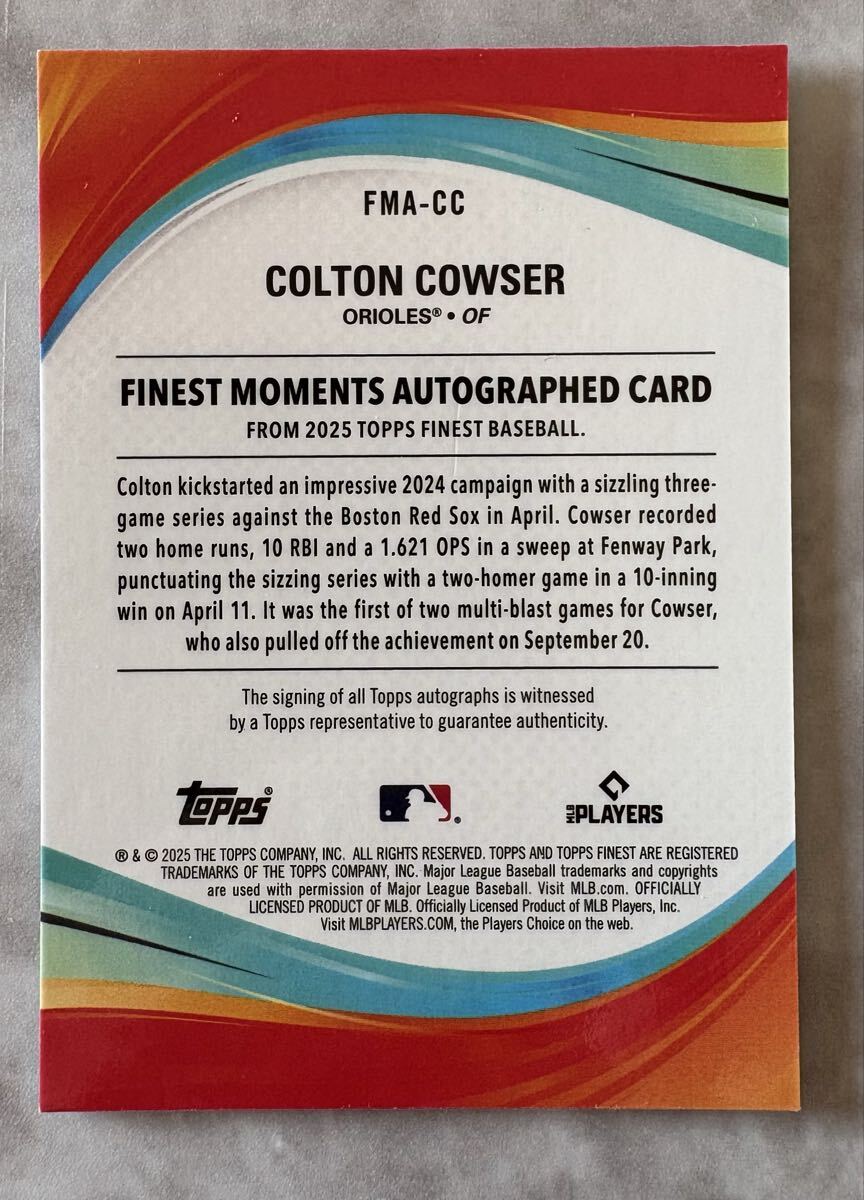 FMA-CC
COLTON COWSER
ORIOLES® • OF
FINEST MOMENTS AUTOGRAPHED CARD
FROM 2025 TOPPS FINEST BASEBALL.
Colton kickstarted an impressive 2024 campaign with a sizzling three-
game series against the Boston Red Sox in April. Cowser recorded
two home runs, 10 RBI and a 1.621 OPS in a sweep at Fenway Park,
punctuating the sizzing series with a two-homer game in a 10-inning
win on April 11. It was the first of two multi-blast games for Cowser,
who also pulled off the achievement on September 20.
The signing of all Topps autographs is witnessed
by a Topps representative to guarantee authenticity.
Topps® ® MLB PLAYERS
® & © 2025 THE TOPPS COMPANY, INC. ALL RIGHTS RESERVED. TOPPS AND TOPPS FINEST ARE REGISTERED
TRADEMARKS OF THE TOPPS COMPANY, INC. Major League Baseball trademarks and copyrights
are used with permission of Major League Baseball. Visit MLB.com. OFFICIALLY
LICENSED PRODUCT OF MLB. Officially Licensed Product of MLB Players, Inc.
Visit MLBPLAYERS.COM, the Players Choice on the web.